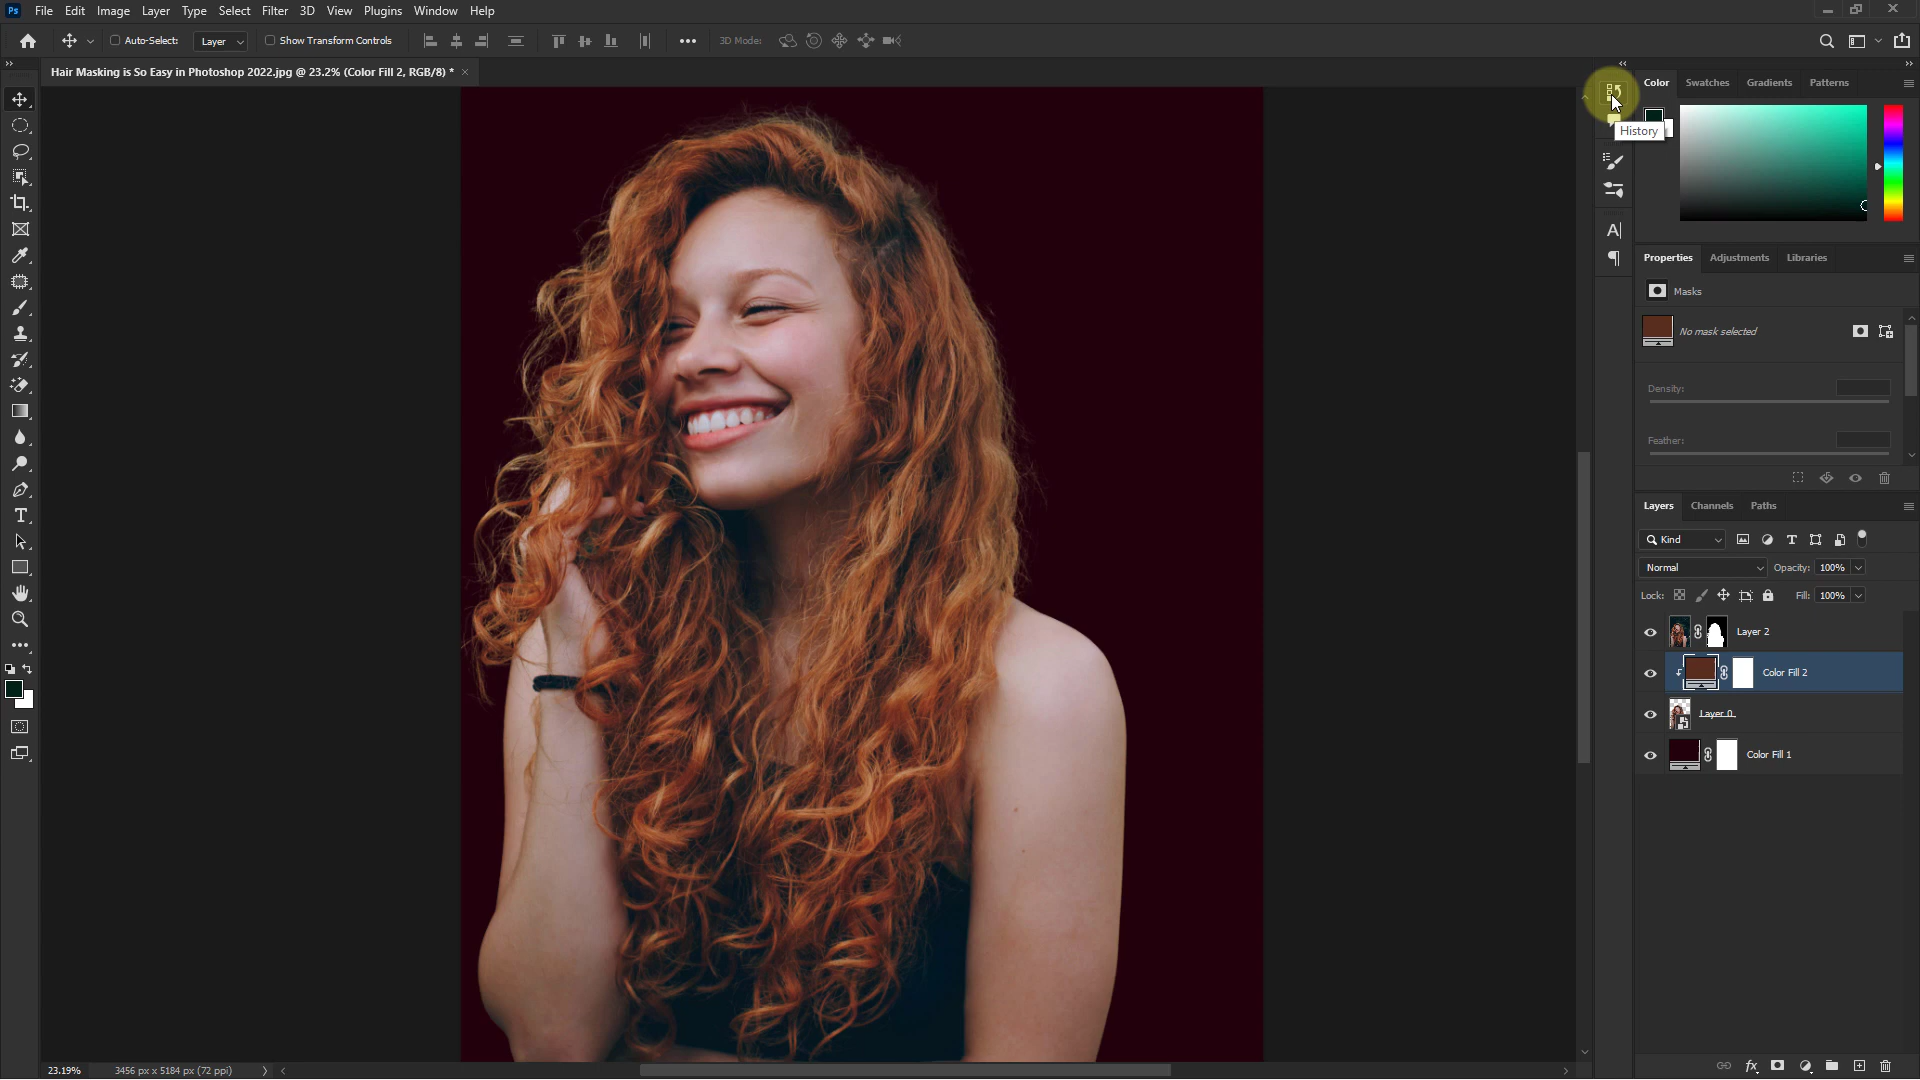 Ps File Edit Image Layer Type Select Filter 3D View Plugins Window Help
Auto-Select: Layer Show Transform Controls 3D Mode:
Hair Masking is So Easy in Photoshop 2022.jpg @ 23.2% (Color Fill 2, RGB/8) *
History
Color Swatches Gradients Patterns
Properties Adjustments Libraries
Masks
No mask selected
Density:
Feather:
Layers Channels Paths
Kind
Normal Opacity: 100%
Lock: Fill: 100%
Layer 2
Color Fill 2
Layer 0
Color Fill 1
23.19% 3456 px x 5184 px (72 ppi)